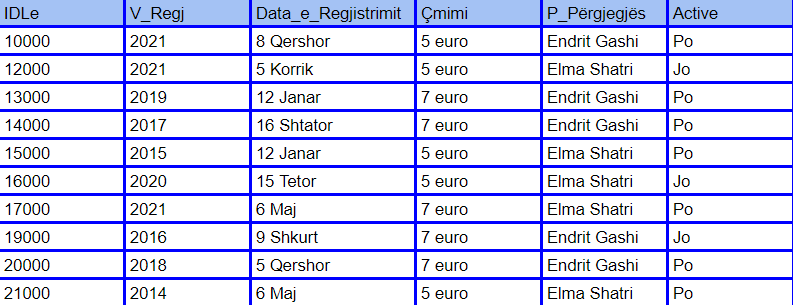 IDLe V_Regj Data_e_Regjistrimit Çmimi P_Përgjegjës Active
10000 2021 8 Qershor 5 euro Endrit Gashi Po
12000 2021 5 Korrik 5 euro Elma Shatri Jo
13000 2019 12 Janar 7 euro Endrit Gashi Po
14000 2017 16 Shtator 7 euro Endrit Gashi Po
15000 2015 12 Janar 5 euro Elma Shatri Po
16000 2020 15 Tetor 5 euro Elma Shatri Jo
17000 2021 6 Maj 7 euro Elma Shatri Po
19000 2016 9 Shkurt 7 euro Endrit Gashi Jo
20000 2018 5 Qershor 7 euro Endrit Gashi Po
21000 2014 6 Maj 5 euro Elma Shatri Po